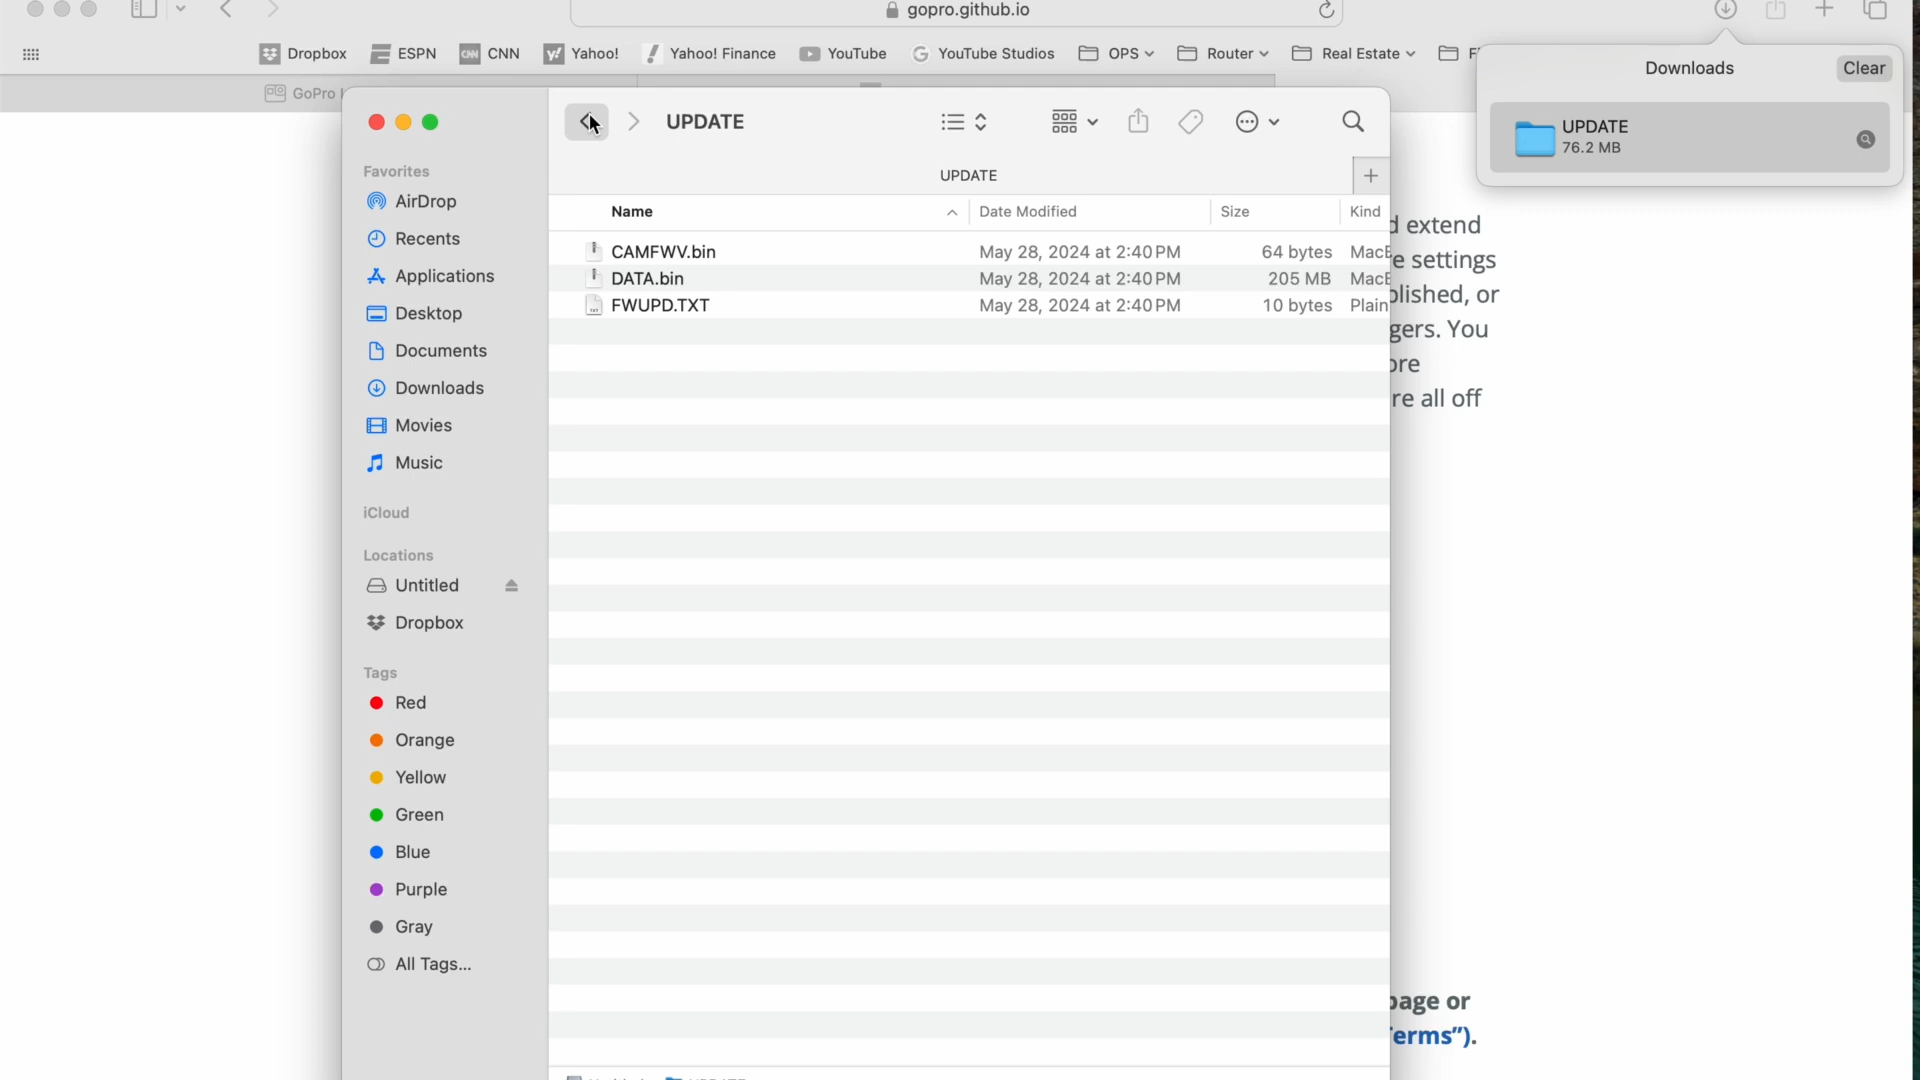 gopro.github.io
Dropbox ESPN CNN Yahoo! Yahoo! Finance YouTube YouTube Studios OPS Router Real Estate
Downloads Clear
GoPro
UPDATE
UPDATE
76.2 MB
UPDATE
Favorites
AirDrop
Recents
Applications
Desktop
Documents
Downloads
Movies
Music
iCloud
Locations
Untitled
Dropbox
Tags
Red
Orange
Yellow
Green
Blue
Purple
Gray
All Tags...
Name Date Modified Size Kind
CAMFWV.bin May 28, 2024 at 2:40 PM 64 bytes
DATA.bin May 28, 2024 at 2:40 PM 205 MB
FWUPD.TXT May 28, 2024 at 2:40 PM 10 bytes Plain
extend
settings
or
You
re all off
page or
erms”).